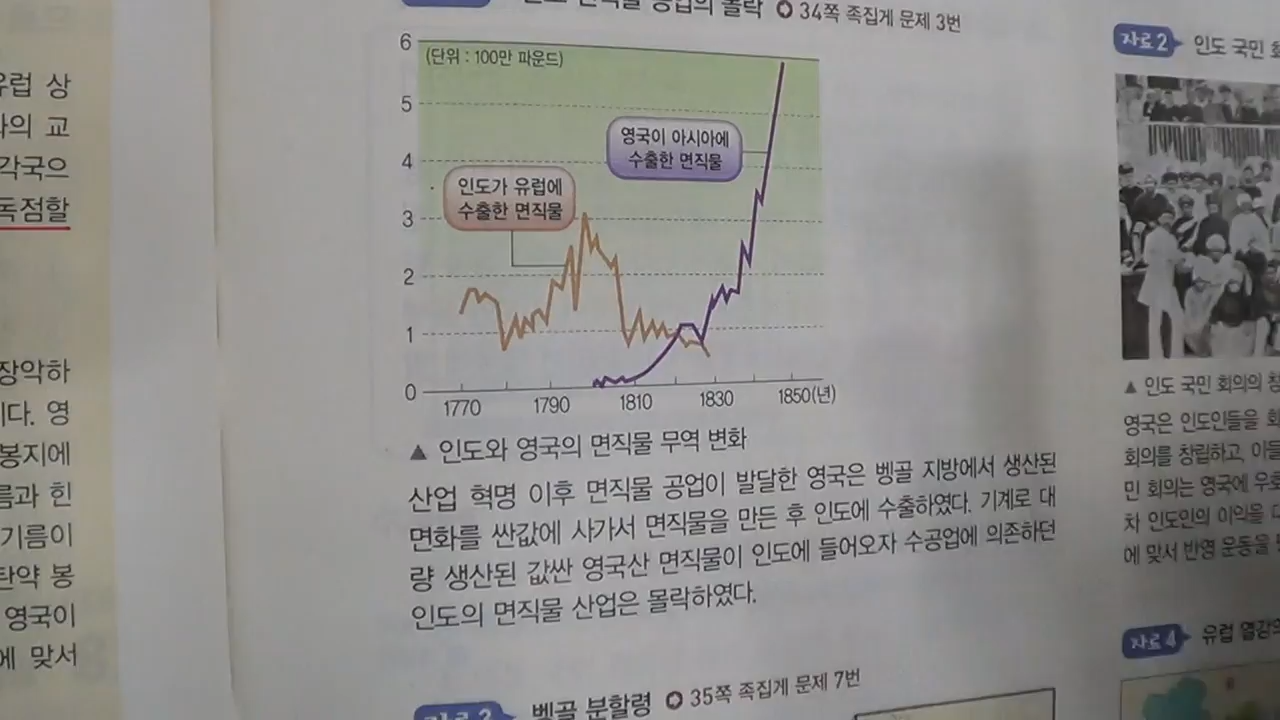 유럽 상
의 교
각국으
독점할
장악하
다. 영
봉지에
름과 힌
기름이
탄약 봉
영국이
에 맞서
면직물 공업의 몰락 34쪽 족집게 문제 3번
(단위 : 100만 파운드)
6
5
4
3
2
1
0
영국이 아시아에
수출한 면직물
인도가 유럽에
수출한 면직물
1770 1790 1810 1830 1850(년)
▲ 인도와 영국의 면직물 무역 변화
산업 혁명 이후 면직물 공업이 발달한 영국은 벵골 지방에서 생산된
면화를 싼값에 사가서 면직물을 만든 후 인도에 수출하였다. 기계로 대
량 생산된 값싼 영국산 면직물이 인도에 들어오자 수공업에 의존하던
인도의 면직물 산업은 몰락하였다.
벵골 분할령 35쪽 족집게 문제 7번
자료 2 인도 국민
▲ 인도 국민 회의의
영국은 인도인들을
회의를 창립하고, 이들
민 회의는 영국에
차 인도인의 이익을
에 맞서 반영 운동을
자료 4 유럽